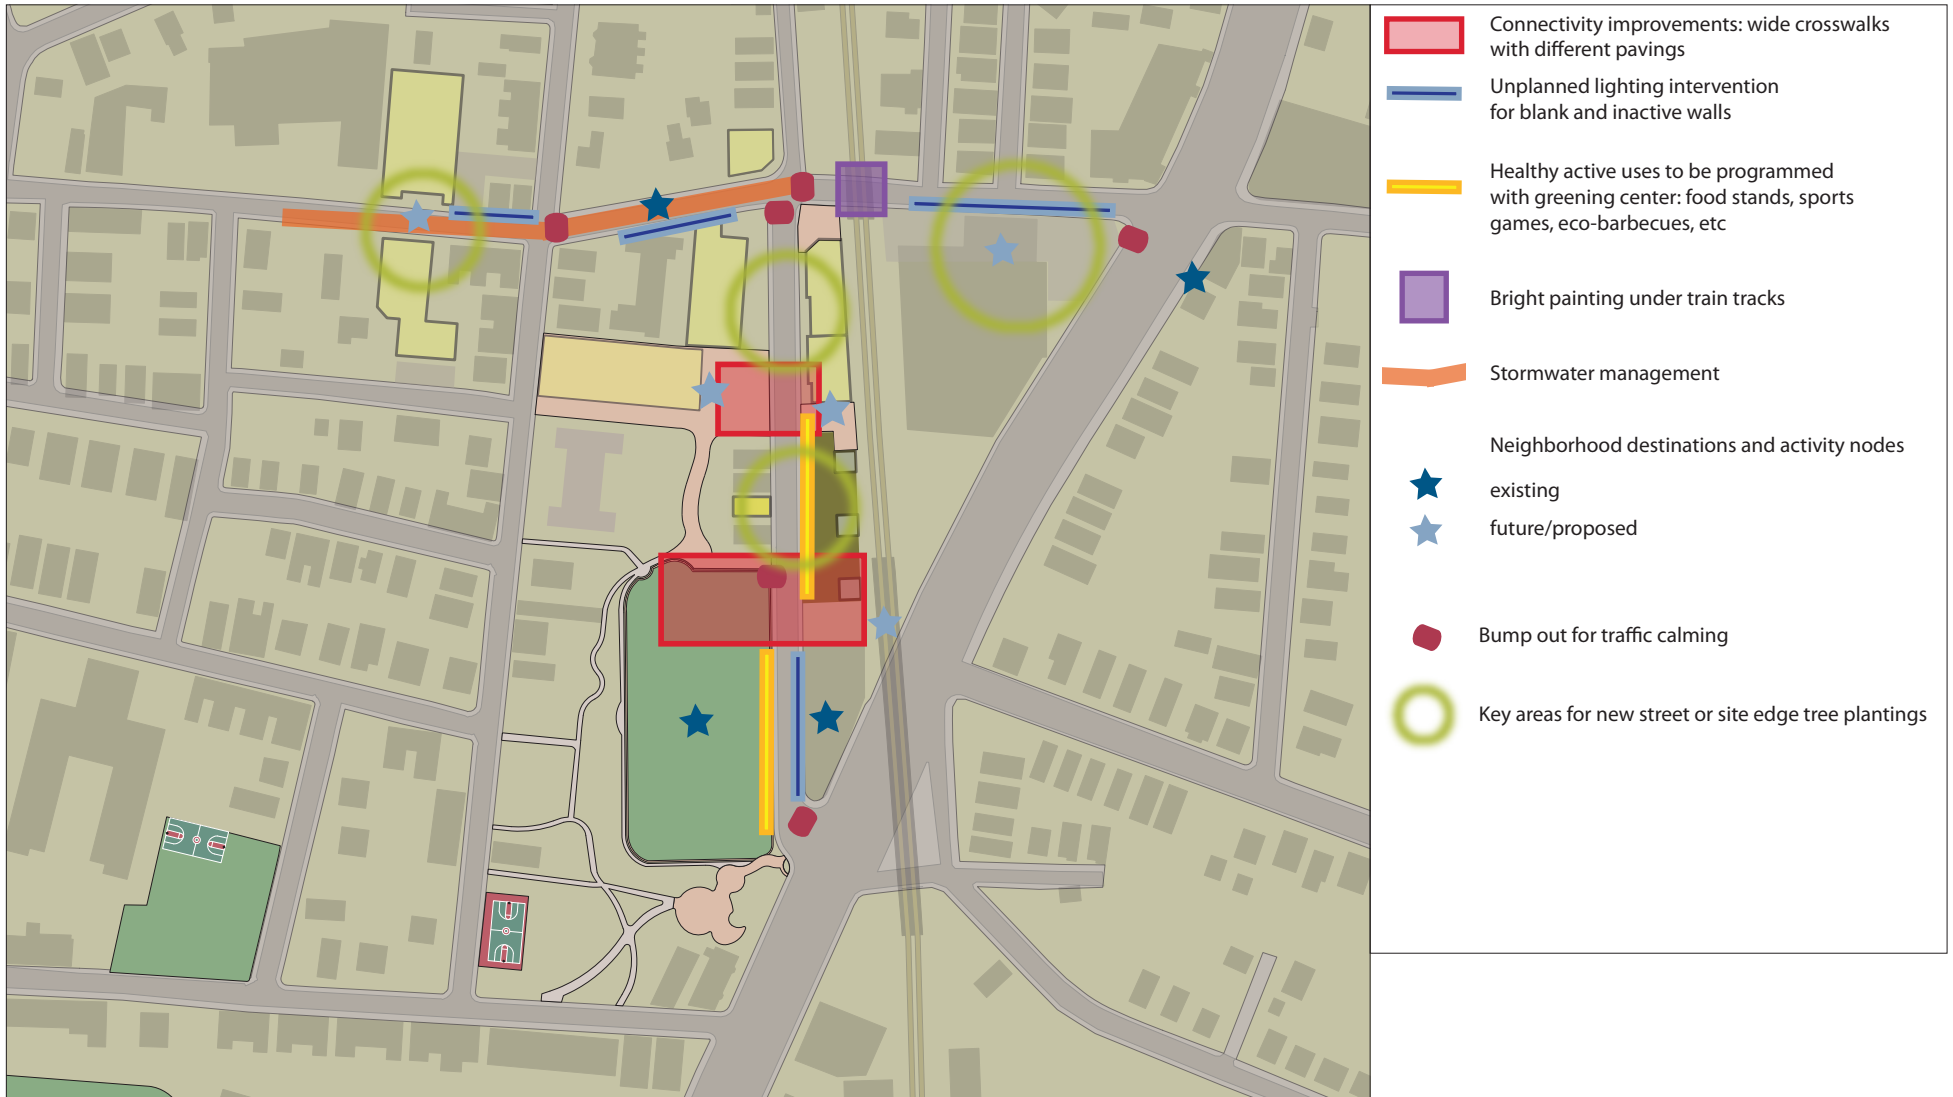 Connectivity improvements: wide crosswalks
with different pavings
Unplanned lighting intervention
for blank and inactive walls
Healthy active uses to be programmed
with greening center: food stands, sports
games, eco-barbecues, etc
Bright painting under train tracks
Stormwater management
Neighborhood destinations and activity nodes
existing
future/proposed
Bump out for traffic calming
Key areas for new street or site edge tree plantings